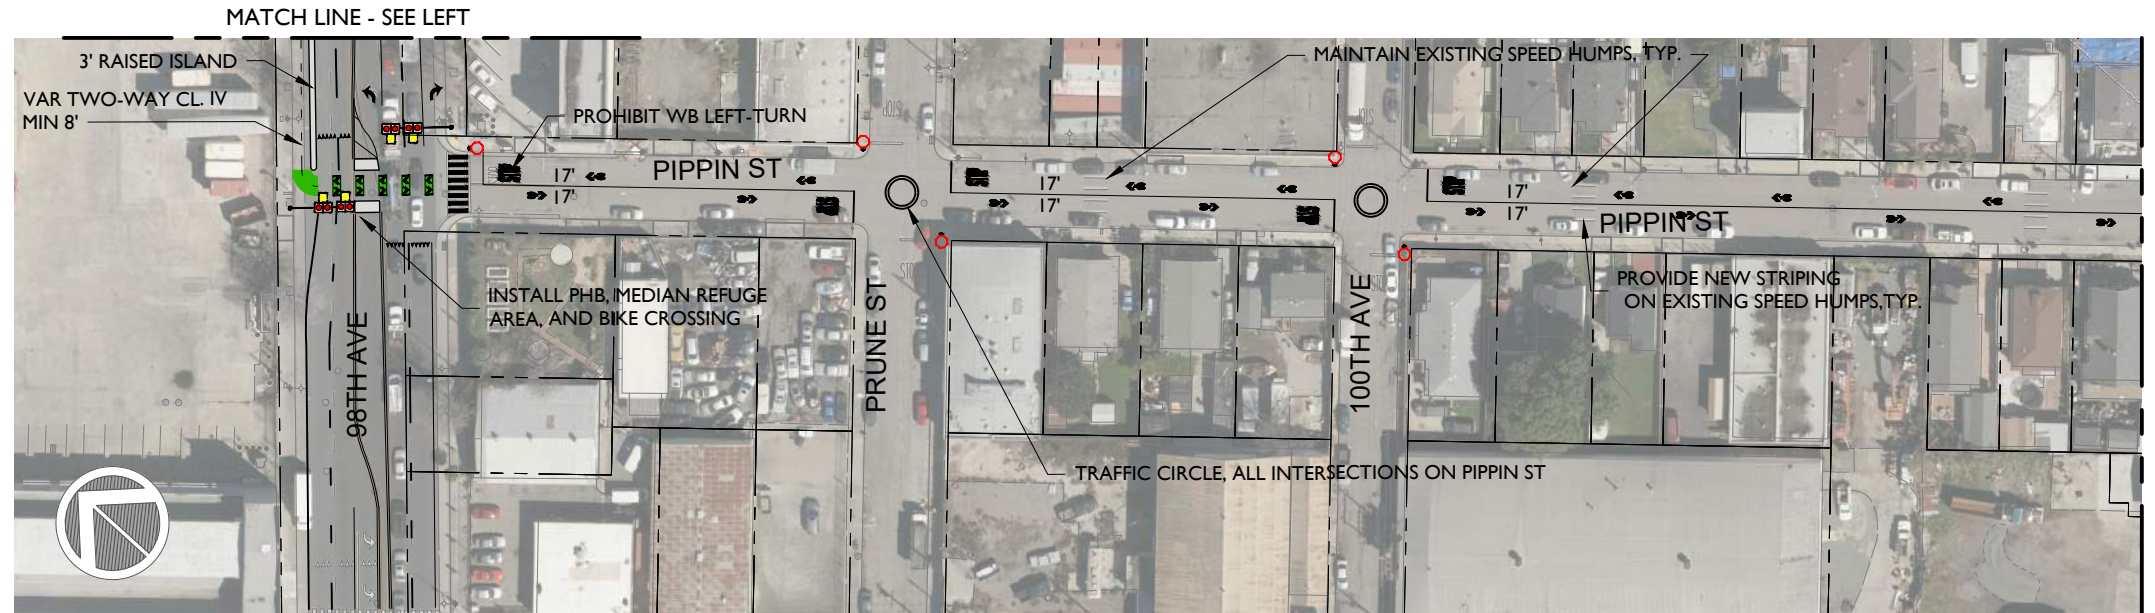 MATCH LINE - SEE LEFT
3' RAISED ISLAND
VAR TWO-WAY CL. IV
MIN 8'
PROHIBIT WB LEFT-TURN
MAINTAIN EXISTING SPEED HUMPS, TYP.
PIPPIN ST
17'
17'
17'
17'
17'
17'
PIPPIN ST
STOP
STOP
INSTALL PHB, MEDIAN REFUGE
AREA, AND BIKE CROSSING
PROVIDE NEW STRIPING
ON EXISTING SPEED HUMPS,TYP.
98TH AVE
PRUNE ST
100TH AVE
TRAFFIC CIRCLE, ALL INTERSECTIONS ON PIPPIN ST